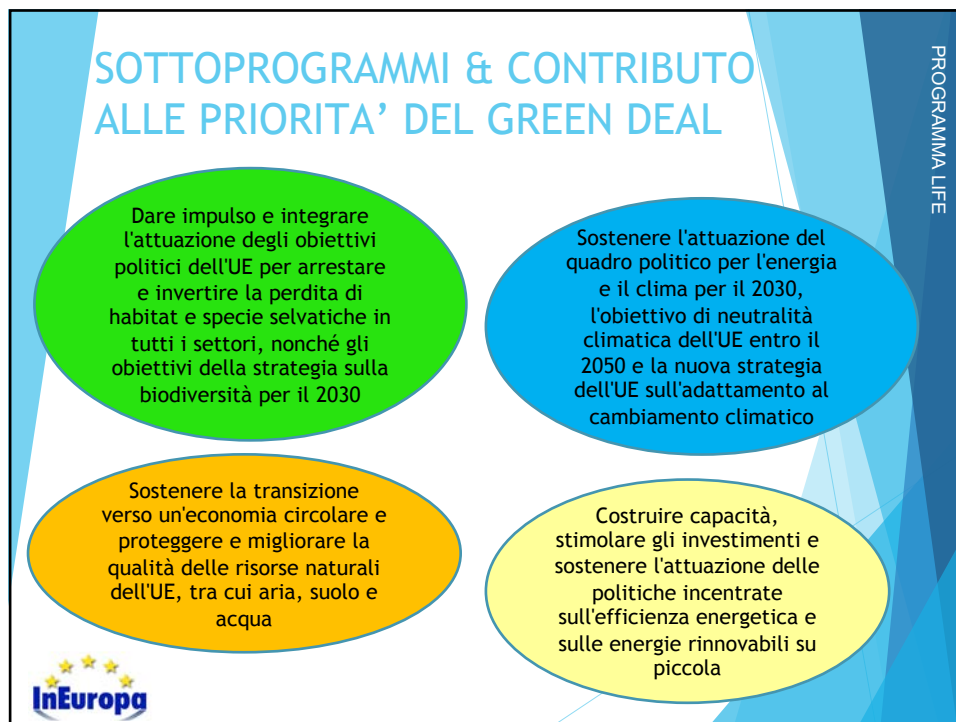 SOTTOPROGRAMMI & CONTRIBUTO
ALLE PRIORITA’ DEL GREEN DEAL
PROGRAMMA LIFE
Dare impulso e integrare
l'attuazione degli obiettivi
politici dell'UE per arrestare
e invertire la perdita di
habitat e specie selvatiche in
tutti i settori, nonché gli
obiettivi della strategia sulla
biodiversità per il 2030
Sostenere l'attuazione del
quadro politico per l'energia
e il clima per il 2030,
l'obiettivo di neutralità
climatica dell'UE entro il
2050 e la nuova strategia
dell'UE sull'adattamento al
cambiamento climatico
Sostenere la transizione
verso un'economia circolare e
proteggere e migliorare la
qualità delle risorse naturali
dell'UE, tra cui aria, suolo e
acqua
Costruire capacità,
stimolare gli investimenti e
sostenere l'attuazione delle
politiche incentrate
sull'efficienza energetica e
sulle energie rinnovabili su
piccola
InEuropa